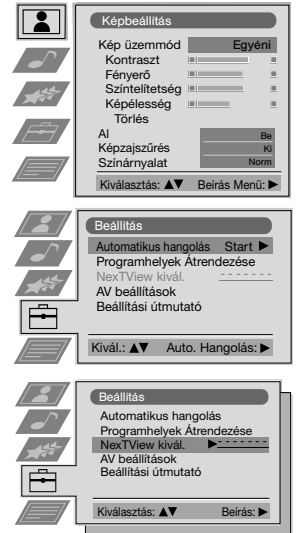 Képbeállítás
Kép üzemmód Egyéni
Kontraszt
Fényerő
Színtelítetség
Képélesség
Törlés
AI Be
Képzajszűrés Ki
Színárnyalat Norm
Kiválasztás: ▲▼ Beírás Menü: ▶
Beállítás
Automatikus hangolás Start ▶
Programhelyek Átrendezése
NexTView kivál. - - - - - - -
AV beállítások
Beállítási útmutató
Kivál.: ▲▼ Auto. Hangolás: ▶
Beállítás
Automatikus hangolás
Programhelyek Átrendezése
NexTView kivál. ▶- - - - - - -
AV beállítások
Beállítási útmutató
Kiválasztás: ▲▼ Beírás: ▶